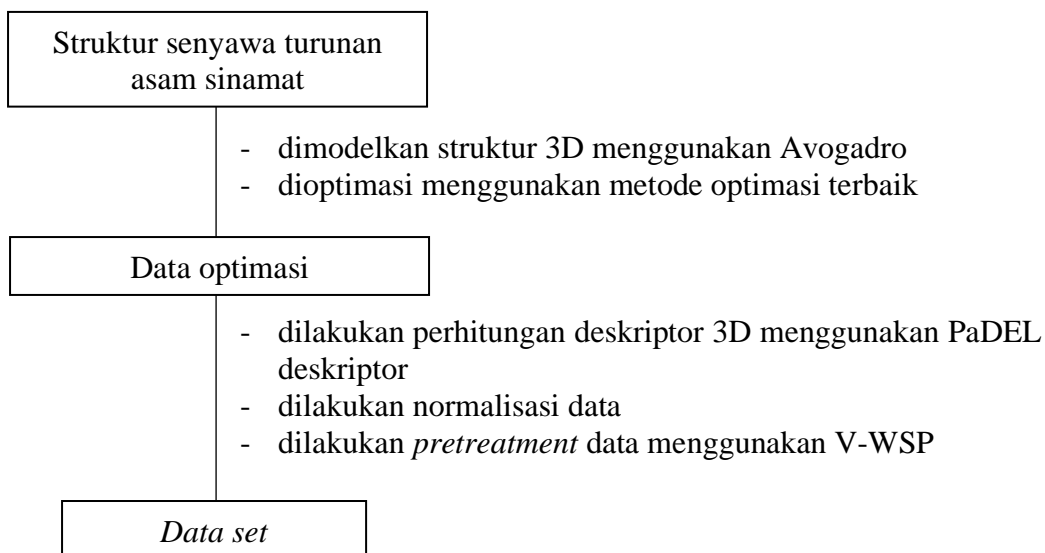 Struktur senyawa turunan
asam sinamat
- dimodelkan struktur 3D menggunakan Avogadro
- dioptimasi menggunakan metode optimasi terbaik
Data optimasi
- dilakukan perhitungan deskriptor 3D menggunakan PaDEL
deskriptor
- dilakukan normalisasi data
- dilakukan pretreatment data menggunakan V-WSP
Data set